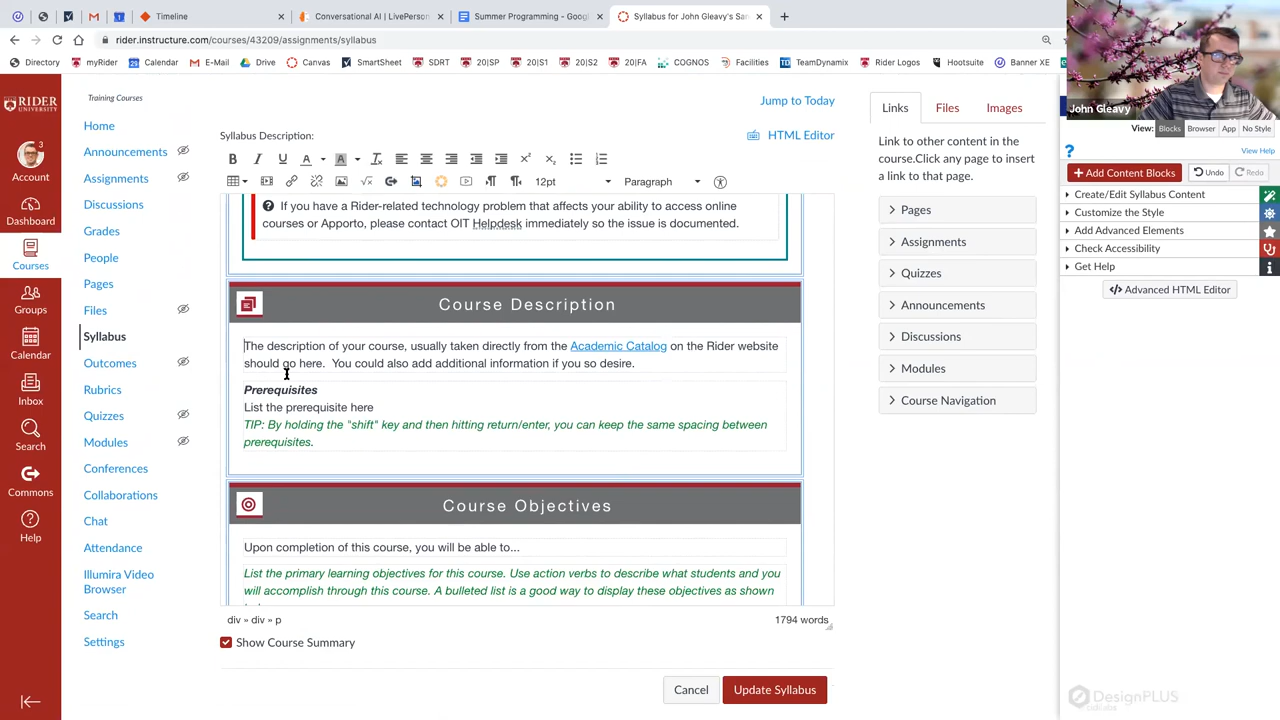 Timeline
Conversational AI | LivePerson
Summer Programming - Goog
Syllabus for John Gleavy's San
rider.instructure.com/courses/43209/assignments/syllabus
Directory myRider Calendar E-Mail Drive Canvas SmartSheet SDRT 20|SP 20|S1 20|S2 20|FA COGNOS Facilities TeamDynamix Rider Logos Hootsuite Banner XE
John Gleavy
RIDER
UNIVERSITY
3
Account
Dashboard
Courses
Groups
Calendar
Inbox
Search
Commons
Help
Training Courses
Home
Announcements
Assignments
Discussions
Grades
People
Pages
Files
Syllabus
Outcomes
Rubrics
Quizzes
Modules
Conferences
Collaborations
Chat
Attendance
Illumira Video
Browser
Search
Settings
Jump to Today
Syllabus Description:
HTML Editor
12pt Paragraph
If you have a Rider-related technology problem that affects your ability to access online
courses or Apporto, please contact OIT Helpdesk immediately so the issue is documented.
Course Description
The description of your course, usually taken directly from the Academic Catalog on the Rider website
should go here. You could also add additional information if you so desire.
Prerequisites
List the prerequisite here
TIP: By holding the "shift" key and then hitting return/enter, you can keep the same spacing between
prerequisites.
Course Objectives
Upon completion of this course, you will be able to...
List the primary learning objectives for this course. Use action verbs to describe what students and you
will accomplish through this course. A bulleted list is a good way to display these objectives as shown
div » div » p
1794 words
Show Course Summary
Cancel
Update Syllabus
Links Files Images
Link to other content in the
course.Click any page to insert
a link to that page.
Pages
Assignments
Quizzes
Announcements
Discussions
Modules
Course Navigation
View: Blocks Browser App No Style
View Help
Add Content Blocks
Undo
Redo
Create/Edit Syllabus Content
Customize the Style
Add Advanced Elements
Check Accessibility
Get Help
</> Advanced HTML Editor
DesignPLUS
cidilabs